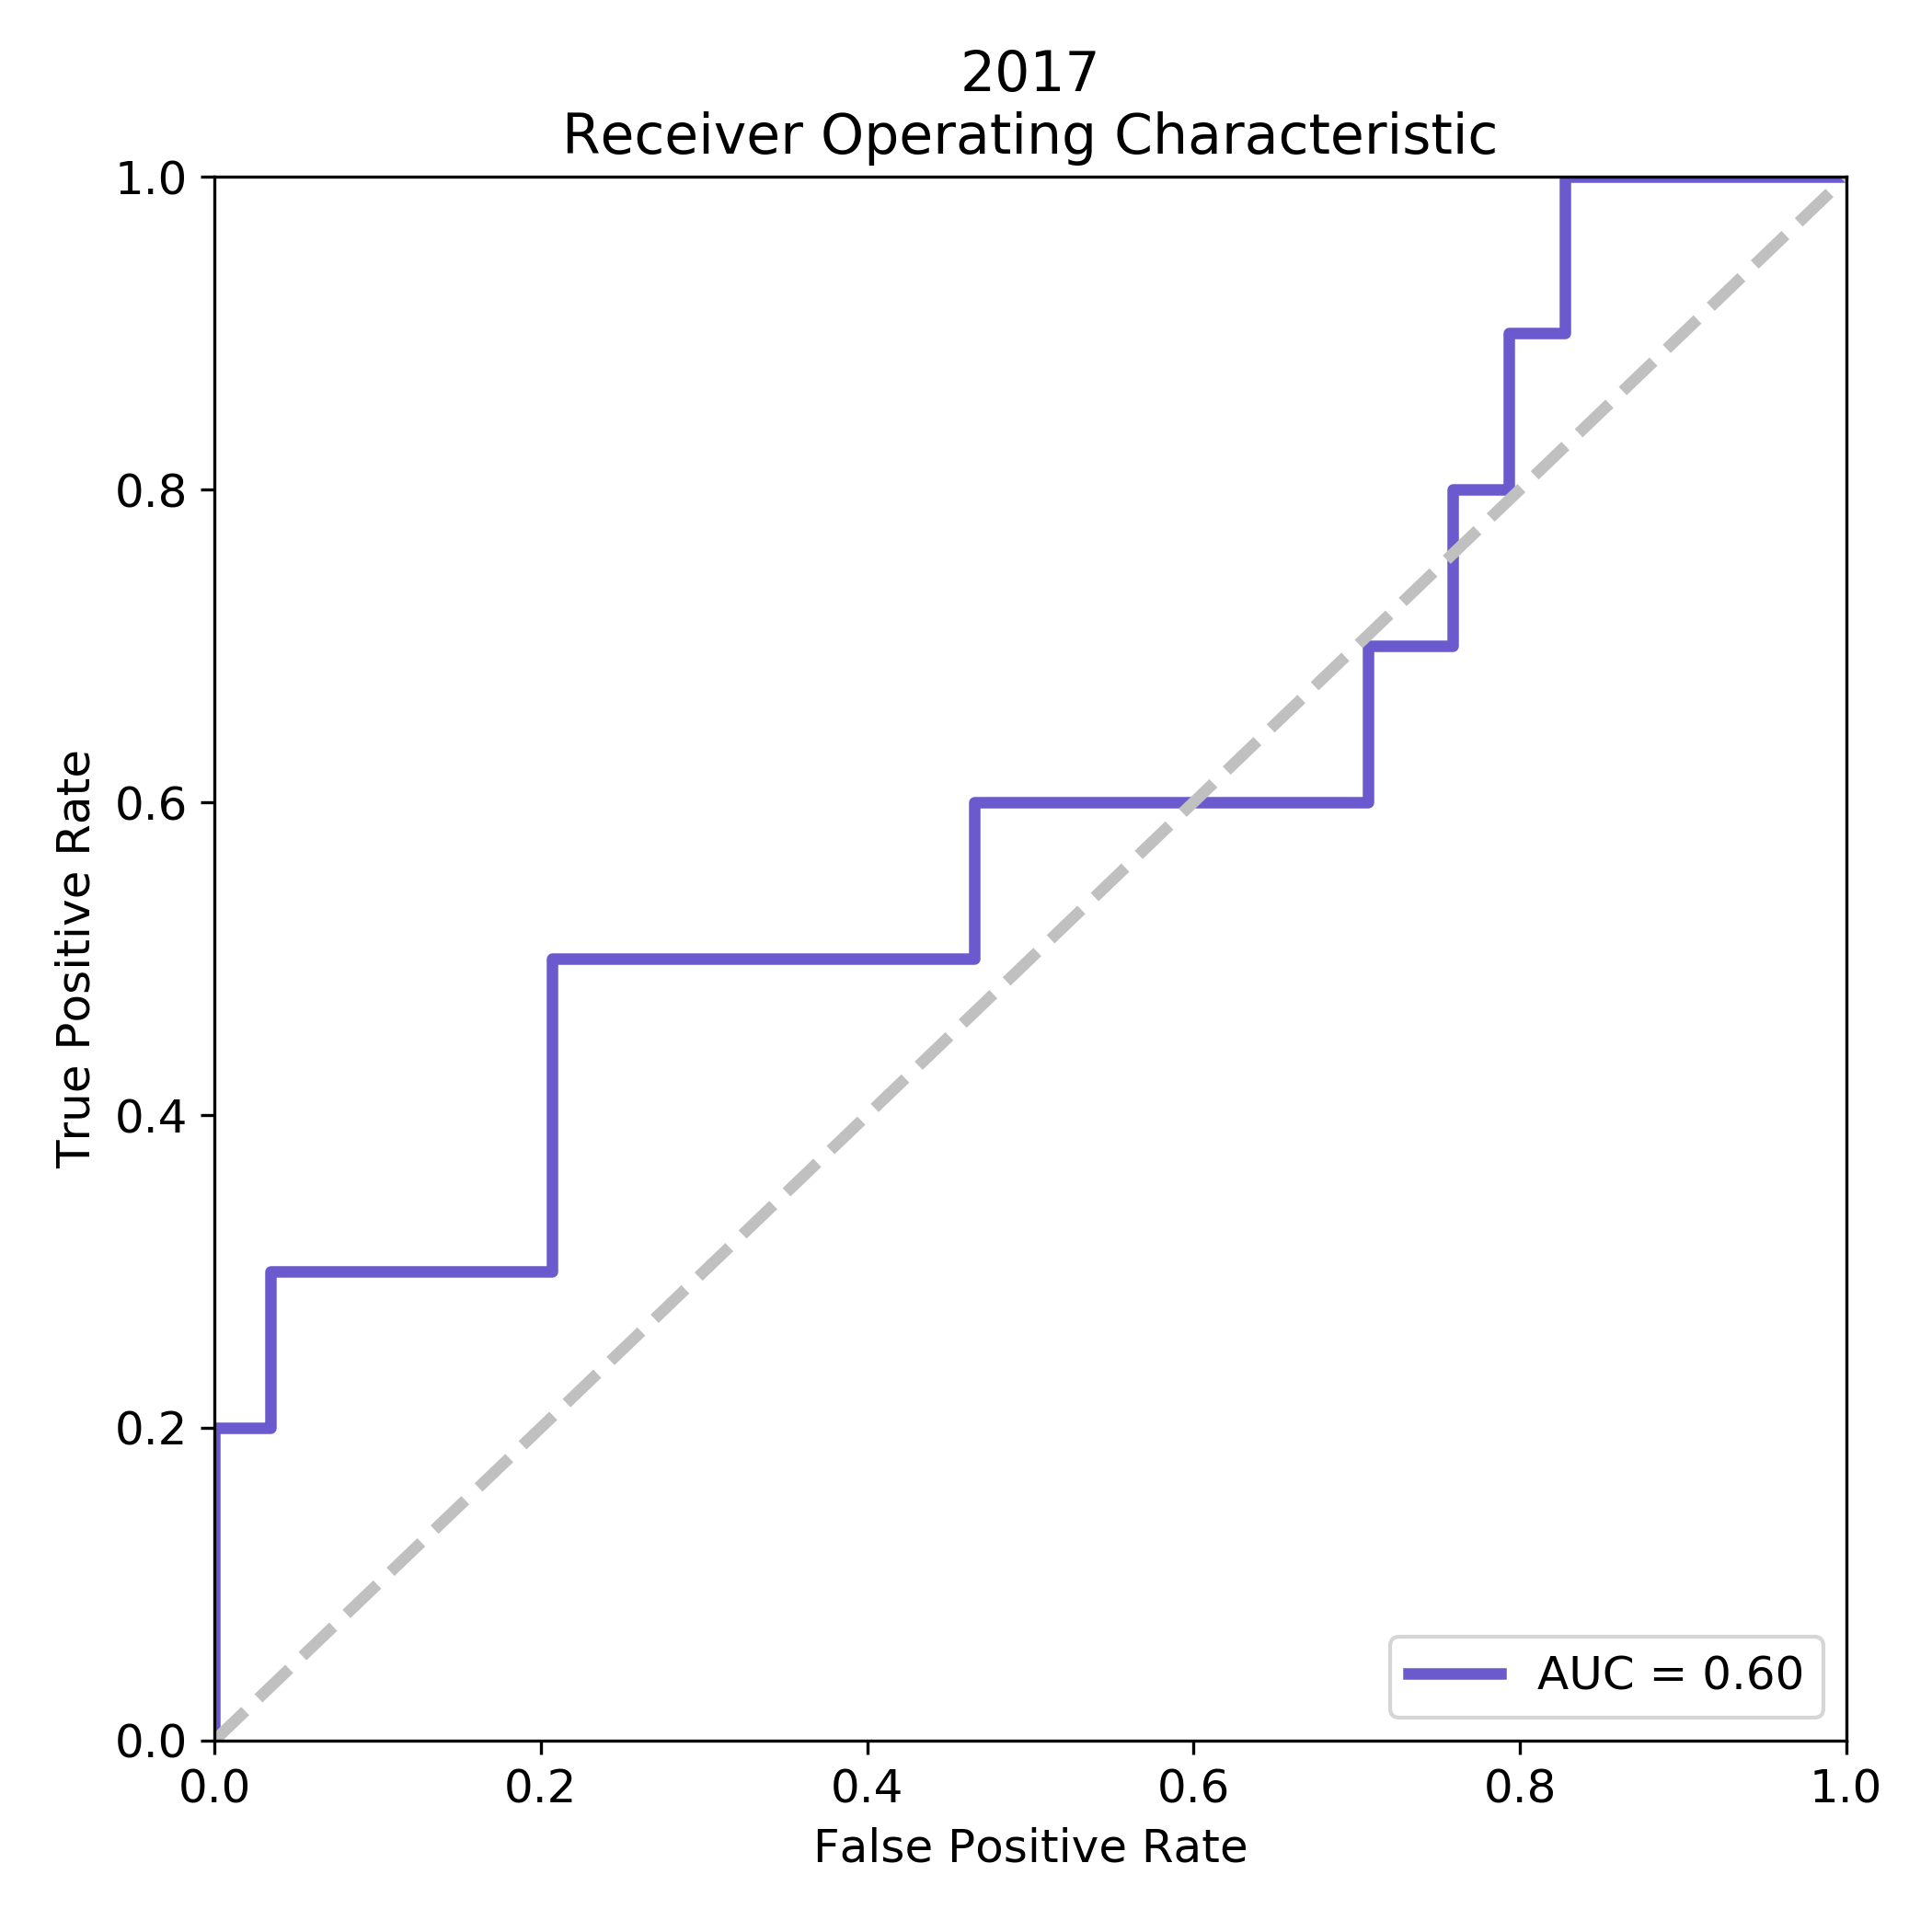 2017
Receiver Operating Characteristic
1.0
0.8
0.6
0.4
0.2
0.0
True Positive Rate
0.0 0.2 0.4 0.6 0.8 1.0
False Positive Rate
AUC = 0.60